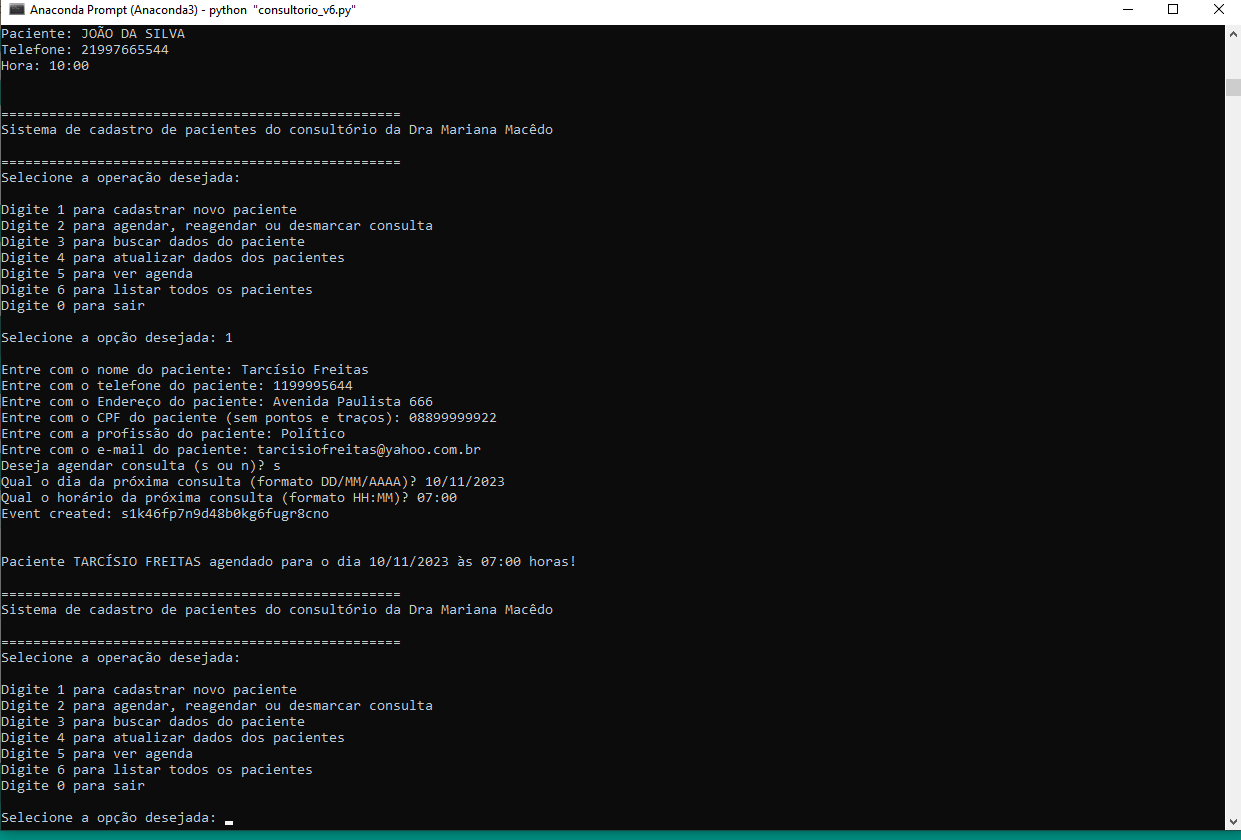 Anaconda Prompt (Anaconda3) - python "consultorio_v6.py"
Paciente: JOÃO DA SILVA
Telefone: 21997665544
Hora: 10:00
==================================================
Sistema de cadastro de pacientes do consultório da Dra Mariana Macêdo
==================================================
Selecione a operação desejada:
Digite 1 para cadastrar novo paciente
Digite 2 para agendar, reagendar ou desmarcar consulta
Digite 3 para buscar dados do paciente
Digite 4 para atualizar dados dos pacientes
Digite 5 para ver agenda
Digite 6 para listar todos os pacientes
Digite 0 para sair
Selecione a opção desejada: 1
Entre com o nome do paciente: Tarcísio Freitas
Entre com o telefone do paciente: 1199995644
Entre com o Endereço do paciente: Avenida Paulista 666
Entre com o CPF do paciente (sem pontos e traços): 08899999922
Entre com a profissão do paciente: Político
Entre com o e-mail do paciente: tarcisiofreitas@yahoo.com.br
Deseja agendar consulta (s ou n)? s
Qual o dia da próxima consulta (formato DD/MM/AAAA)? 10/11/2023
Qual o horário da próxima consulta (formato HH:MM)? 07:00
Event created: s1k46fp7n9d48b0kg6fugr8cno
Paciente TARCÍSIO FREITAS agendado para o dia 10/11/2023 às 07:00 horas!
==================================================
Sistema de cadastro de pacientes do consultório da Dra Mariana Macêdo
==================================================
Selecione a operação desejada:
Digite 1 para cadastrar novo paciente
Digite 2 para agendar, reagendar ou desmarcar consulta
Digite 3 para buscar dados do paciente
Digite 4 para atualizar dados dos pacientes
Digite 5 para ver agenda
Digite 6 para listar todos os pacientes
Digite 0 para sair
Selecione a opção desejada: